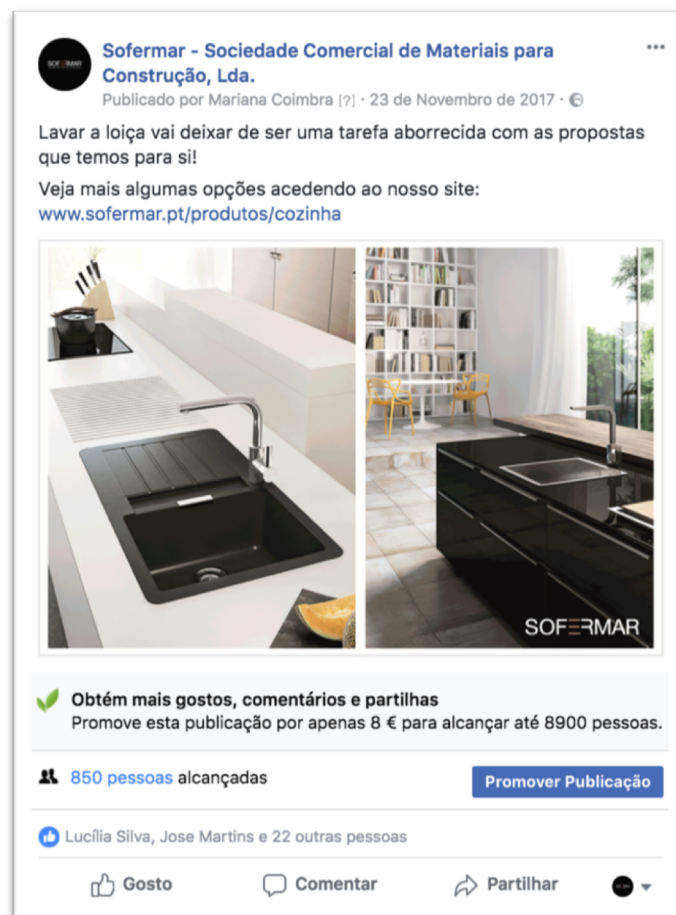 Sofermar - Sociedade Comercial de Materiais para
Construção, Lda.
Publicado por Mariana Coimbra [?] · 23 de Novembro de 2017 ·
Lavar a loiça vai deixar de ser uma tarefa aborrecida com as propostas
que temos para si!
Veja mais algumas opções acedendo ao nosso site:
www.sofermar.pt/produtos/cozinha
SOFERMAR
Obtém mais gostos, comentários e partilhas
Promove esta publicação por apenas 8 € para alcançar até 8900 pessoas.
850 pessoas alcançadas
Promover Publicação
Lucília Silva, Jose Martins e 22 outras pessoas
Gosto
Comentar
Partilhar